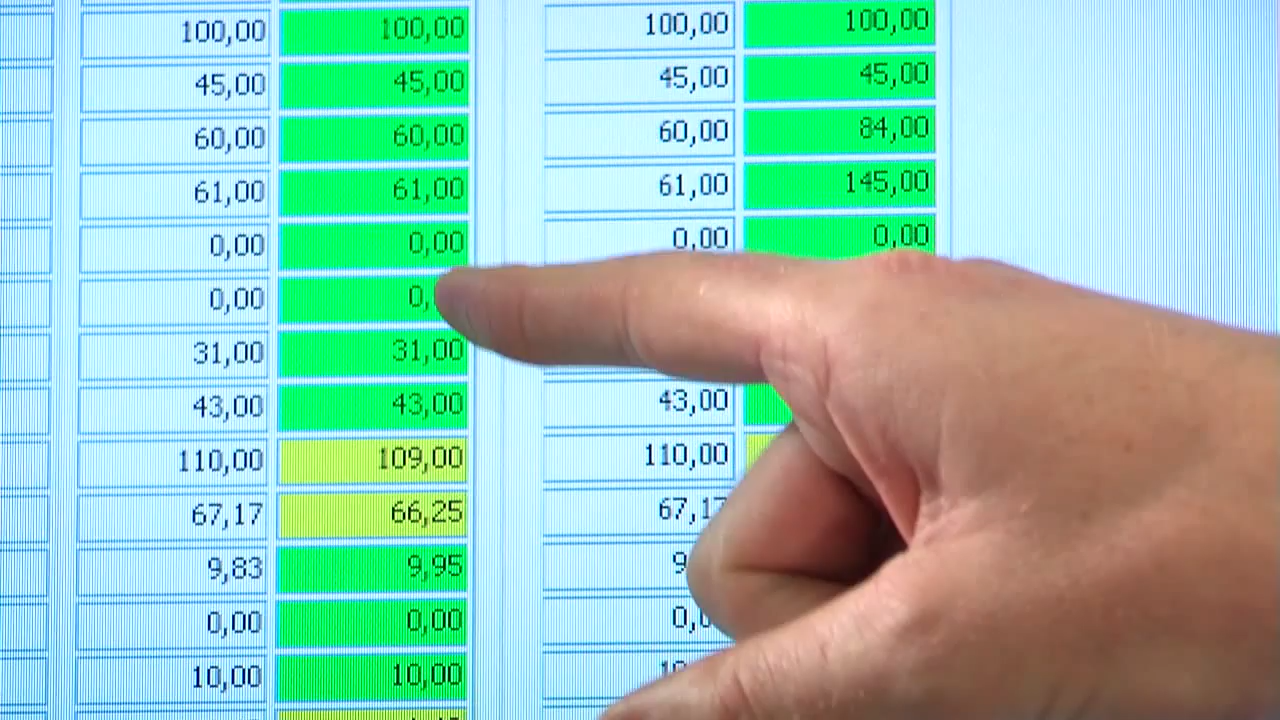 100,00 100,00 100,00 100,00
45,00 45,00 45,00 45,00
60,00 60,00 60,00 84,00
61,00 61,00 61,00 145,00
0,00 0,00 0,00 0,00
0,00
31,00 31,00
43,00 43,00 43,00
110,00 109,00 110,00
67,17 66,25 67,17
9,83 9,95
0,00 0,00
10,00 10,00